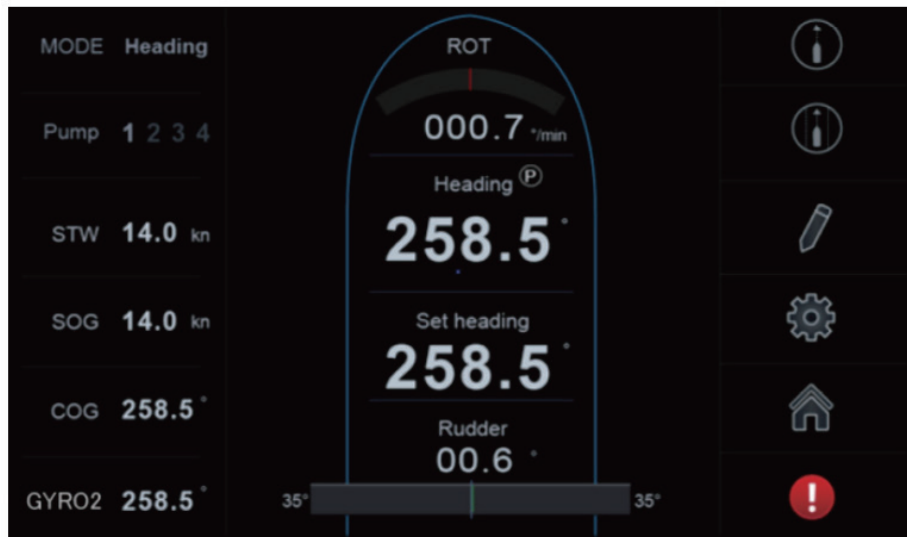 MODE Heading
Pump 1 2 3 4
STW 14.0 kn
SOG 14.0 kn
COG 258.5°
GYRO2 258.5°
ROT
000.7 °/min
Heading P
258.5°
Set heading
258.5°
Rudder
00.6 °
35° 35°
!